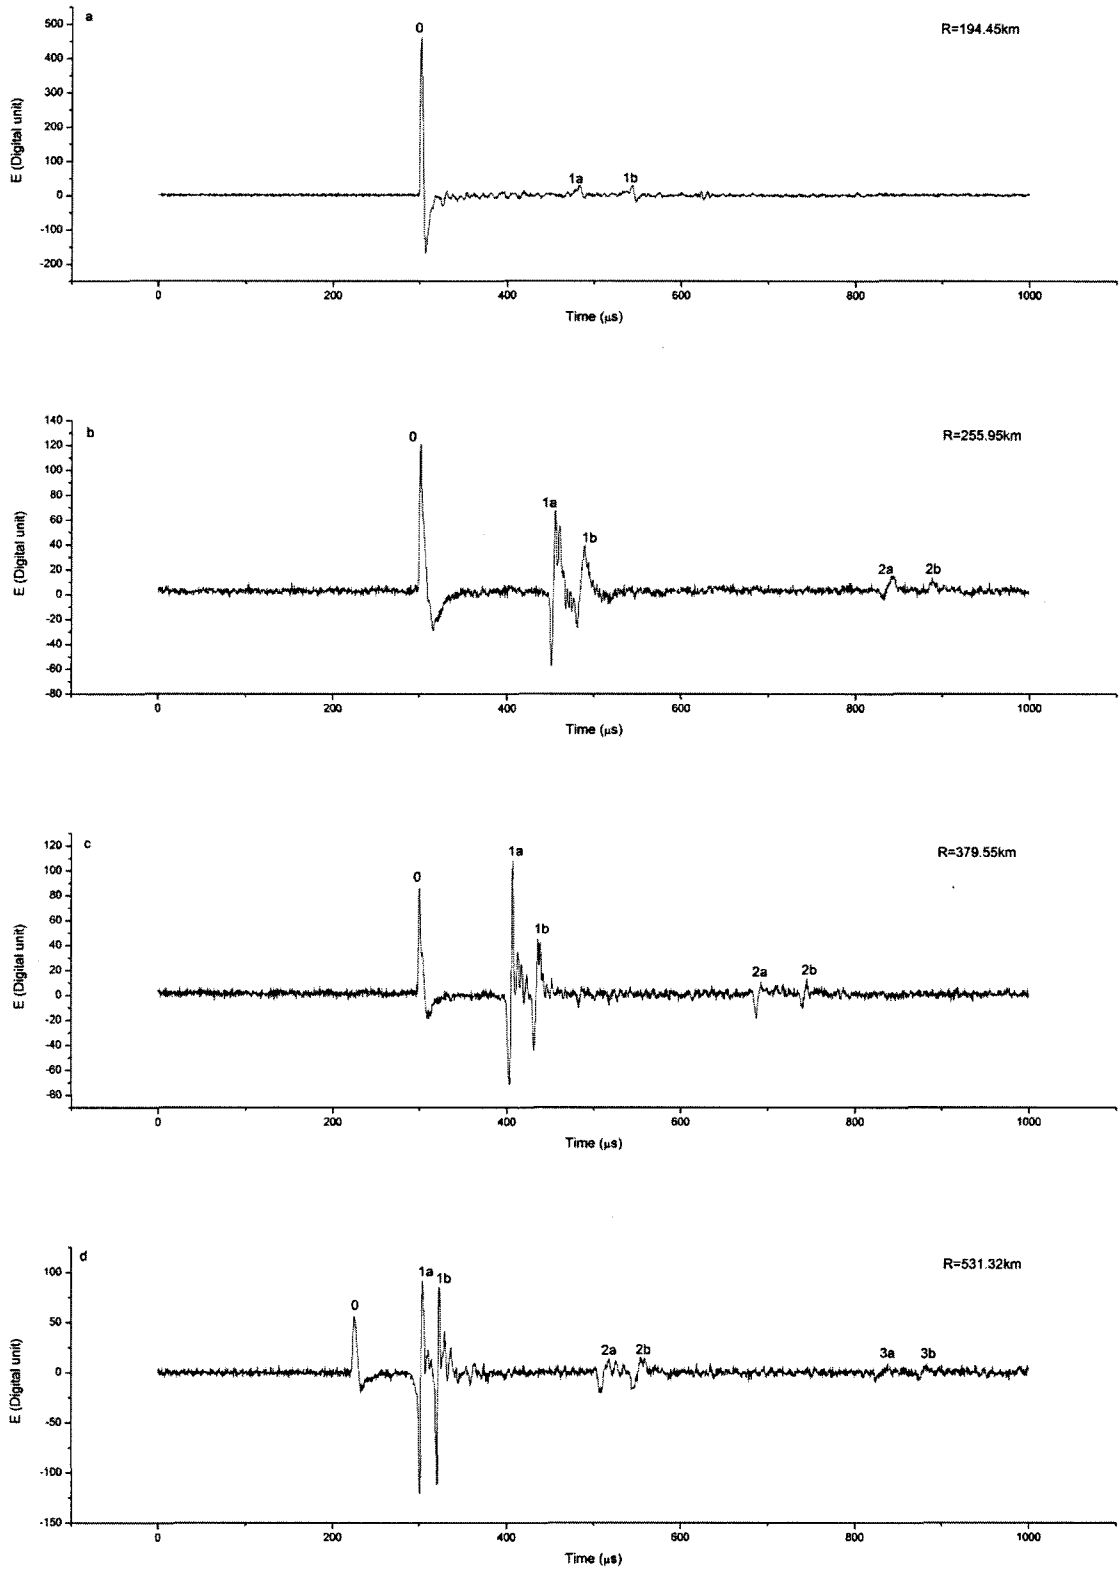 a
R=194.45km
0
1a
1b
500
400
300
200
100
0
-100
-200
E (Digital unit)
0 200 400 600 800 1000
Time (μs)
b
R=255.95km
0
1a
1b
2a
2b
140
120
100
80
60
40
20
0
-20
-40
-60
-80
E (Digital unit)
0 200 400 600 800 1000
Time (μs)
c
R=379.55km
0
1a
1b
2a
2b
120
100
80
60
40
20
0
-20
-40
-60
-80
E (Digital unit)
0 200 400 600 800 1000
Time (μs)
d
R=531.32km
0
1a
1b
2a
2b
3a
3b
100
50
0
-50
-100
-150
E (Digital unit)
0 200 400 600 800 1000
Time (μs)